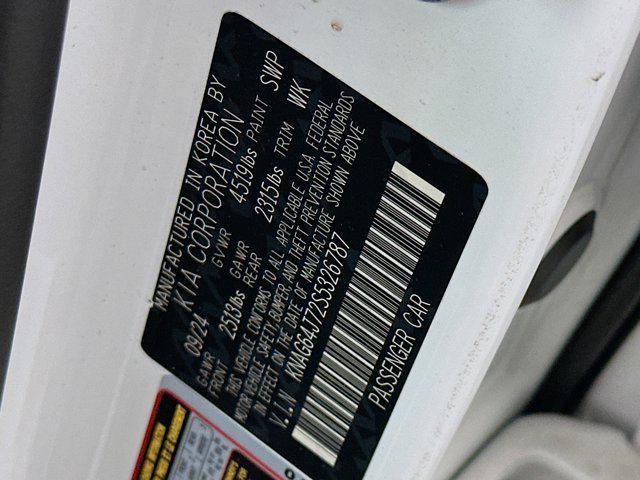 MANUFACTURED IN KOREA BY
KIA CORPORATION
09/24 GVWR 4519lbs PAINT SWP
GAWR FRONT 2513lbs GAWR REAR 2315lbs TRIM WK
THIS VEHICLE CONFORMS TO ALL APPLICABLE U.S.A. FEDERAL
MOTOR VEHICLE SAFETY, BUMPER, AND THEFT PREVENTION STANDARDS
IN EFFECT ON THE DATE OF MANUFACTURE SHOWN ABOVE
V.I.N KNAG64J72S5326787
PASSENGER CAR